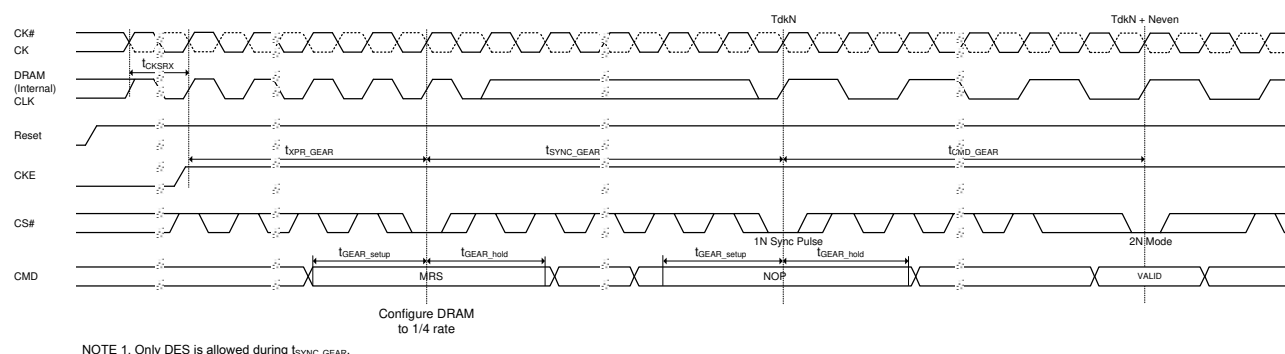 TdkN
TdkN + Neven
CK#
CK
tCKSRX
DRAM
(Internal)
CLK
Reset
tXPR_GEAR
tSYNC_GEAR
tCMD_GEAR
CKE
CS#
1N Sync Pulse
2N Mode
tGEAR_setup
tGEAR_hold
tGEAR_setup
tGEAR_hold
CMD
MRS
NOP
VALID
Configure DRAM
to 1/4 rate
NOTE 1. Only DES is allowed during tSYNC_GEAR.